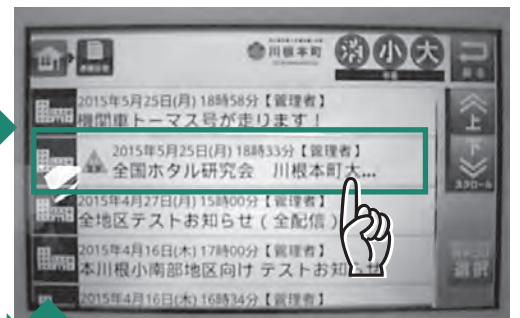 川根本町
消 小 大
戻る
2015年5月25日(月) 18時58分【管理者】
機関車トーマス号が走ります！
上
2015年5月25日(月) 18時33分【管理者】
全国ホタル研究会　川根本町大...
下
スクロール
2015年4月27日(月) 15時00分【管理者】
全地区テストお知らせ ( 全配信 )
2015年4月16日(木) 17時00分【管理者】
本川根小南部地区向け テストお知らせ
選択
2015年4月16日(木) 16時34分【管理者】